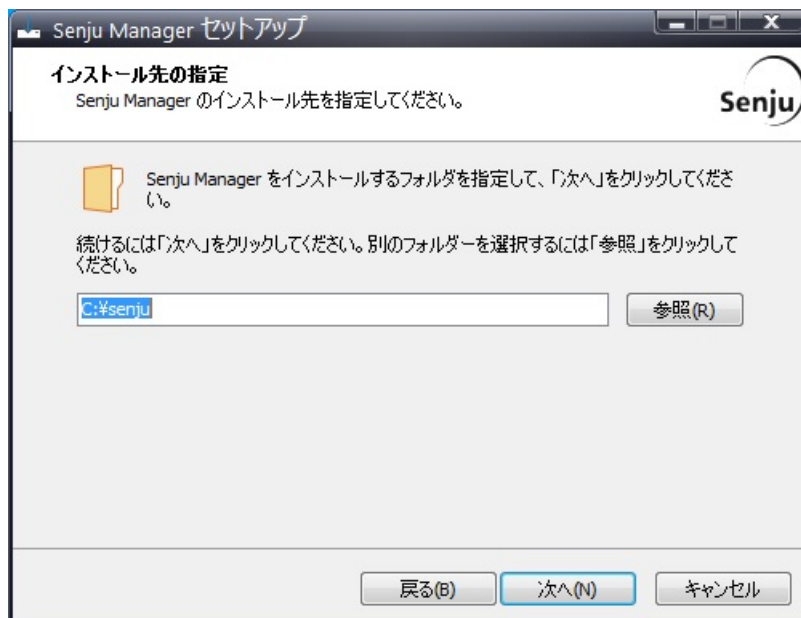 Senju Manager セットアップ
インストール先の指定
Senju Manager のインストール先を指定してください。
Senju
Senju Manager をインストールするフォルダを指定して、「次へ」をクリックしてくださ
い。
続けるには「次へ」をクリックしてください。別のフォルダーを選択するには「参照」をクリックして
ください。
C:¥senju
参照(R)
戻る(B)
次へ(N)
キャンセル